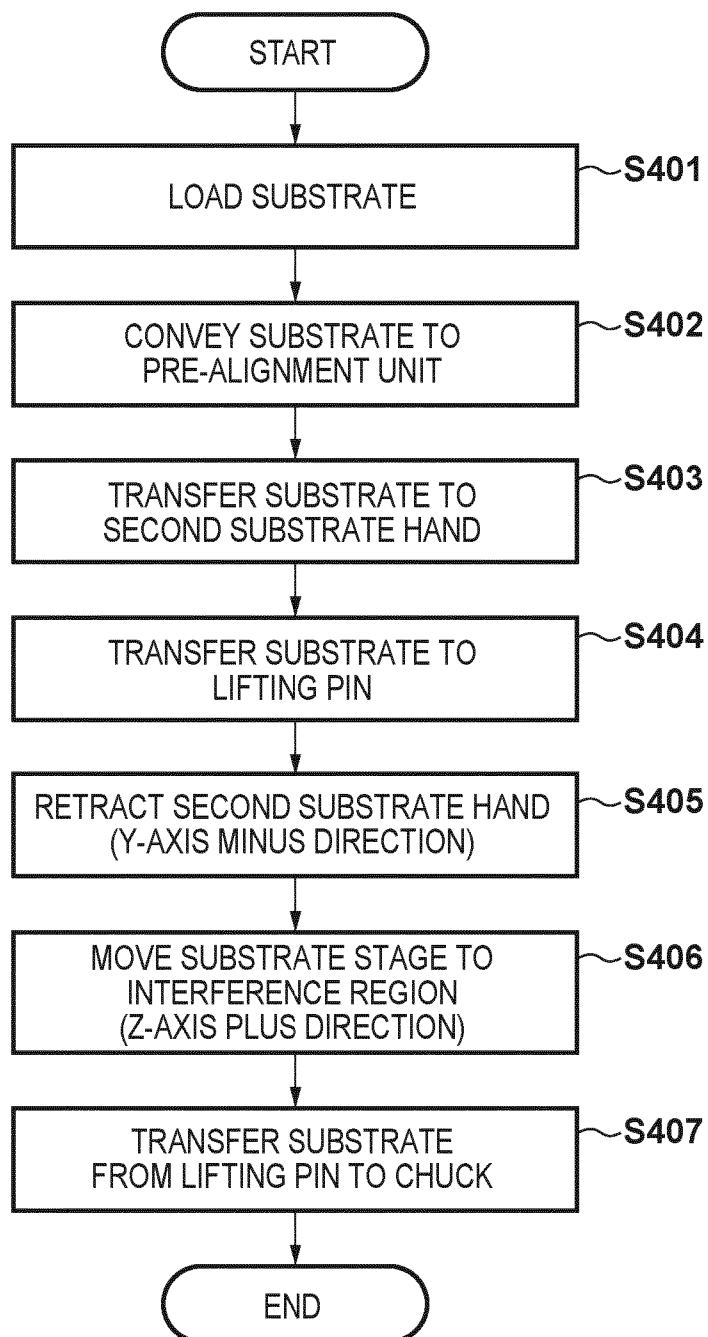 START
LOAD SUBSTRATE
S401
CONVEY SUBSTRATE TO
PRE-ALIGNMENT UNIT
S402
TRANSFER SUBSTRATE TO
SECOND SUBSTRATE HAND
S403
TRANSFER SUBSTRATE TO
LIFTING PIN
S404
RETRACT SECOND SUBSTRATE HAND
(Y-AXIS MINUS DIRECTION)
S405
MOVE SUBSTRATE STAGE TO
INTERFERENCE REGION
(Z-AXIS PLUS DIRECTION)
S406
TRANSFER SUBSTRATE
FROM LIFTING PIN TO CHUCK
S407
END